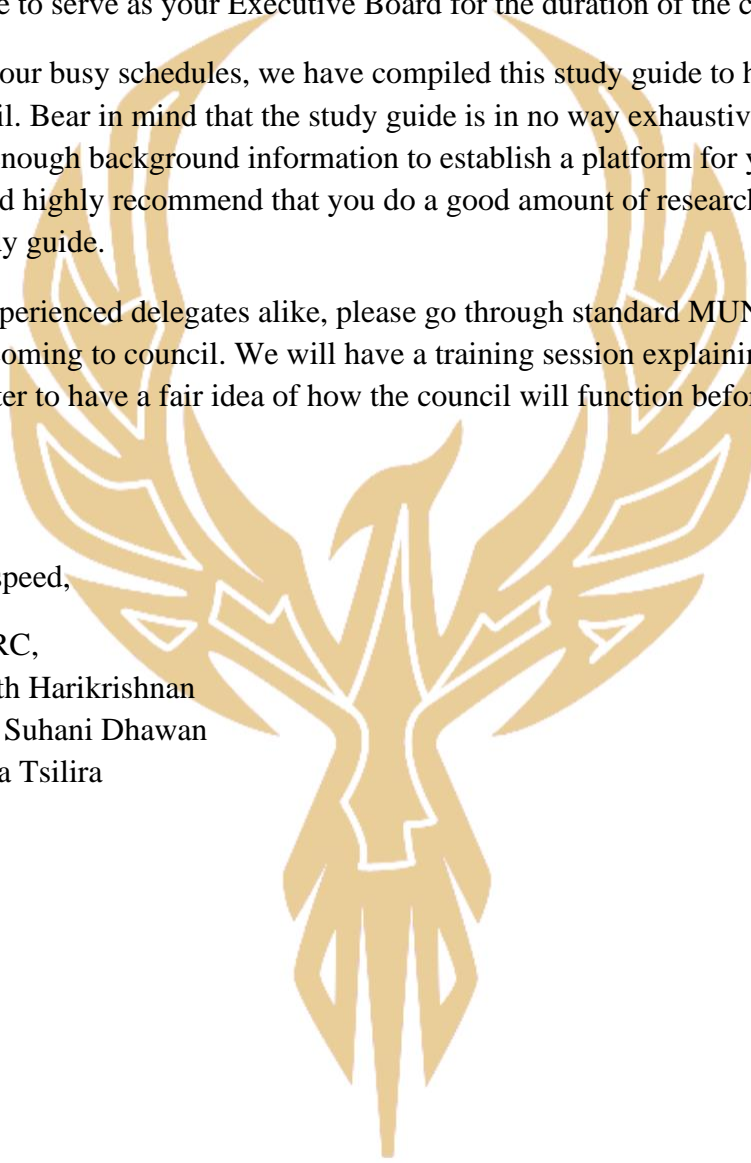 e to serve as your Executive Board for the duration of the c
our busy schedules, we have compiled this study guide to h
il. Bear in mind that the study guide is in no way exhaustiv
nough background information to establish a platform for y
d highly recommend that you do a good amount of research
ly guide.
xperienced delegates alike, please go through standard MUN
oming to council. We will have a training session explainin
ter to have a fair idea of how the council will function befor
speed,
RC,
th Harikrishnan
Suhani Dhawan
a Tsilira